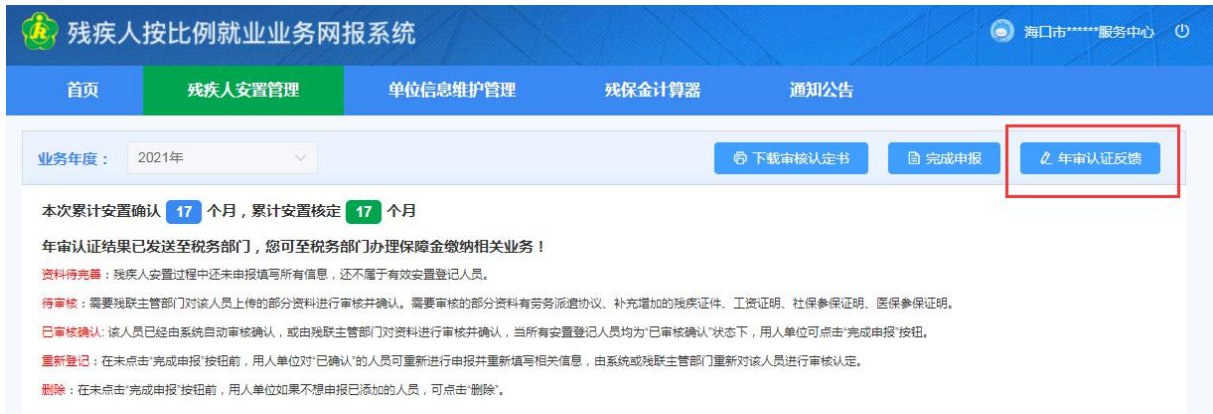 残疾人按比例就业业务网报系统
海口市******服务中心
首页 残疾人安置管理 单位信息维护管理 残保金计算器 通知公告
业务年度： 2021年 下载审核认定书 完成申报 年审认证反馈
本次累计安置确认 17 个月，累计安置核定 17 个月
年审认证结果已发送至税务部门，您可至税务部门办理保障金缴纳相关业务！
资料待完善：残疾人安置过程中还未申报填写所有信息，还不属于有效安置登记人员。
待审核：需要残联主管部门对该人员上传的部分资料进行审核并确认。需要审核的部分资料有劳务派遣协议、补充增加的残疾证件、工资证明、社保参保证明、医保参保证明。
已审核确认: 该人员已经由系统自动审核确认，或由残联主管部门对资料进行审核并确认，当所有安置登记人员均为“已审核确认”状态下，用人单位可点击“完成申报”按钮。
重新登记：在未点击“完成申报”按钮前，用人单位对“已确认”的人员可重新进行申报并重新填写相关信息，由系统或残联主管部门重新对该人员进行审核认定。
删除：在未点击“完成申报”按钮前，用人单位如果不想申报已添加的人员，可点击“删除”。